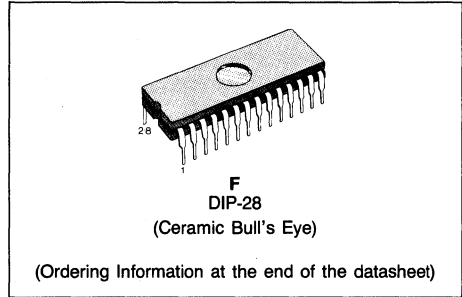 28
1
F
DIP-28
(Ceramic Bull's Eye)
(Ordering Information at the end of the datasheet)